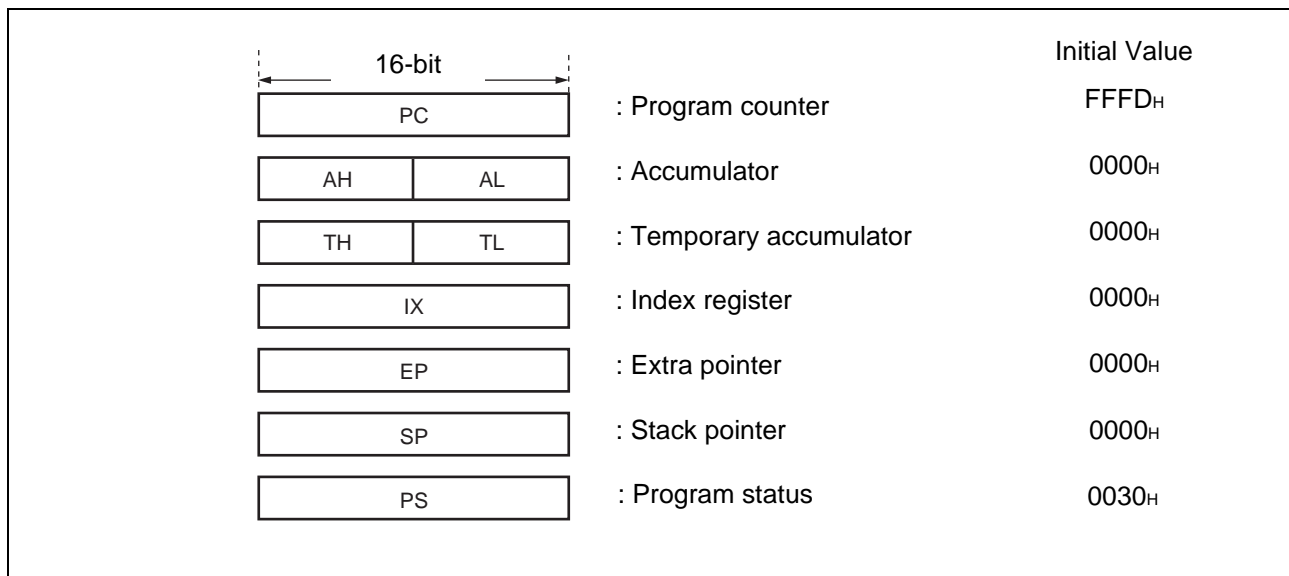 16-bit Initial Value
PC : Program counter FFFDH
AH AL : Accumulator 0000H
TH TL : Temporary accumulator 0000H
IX : Index register 0000H
EP : Extra pointer 0000H
SP : Stack pointer 0000H
PS : Program status 0030H